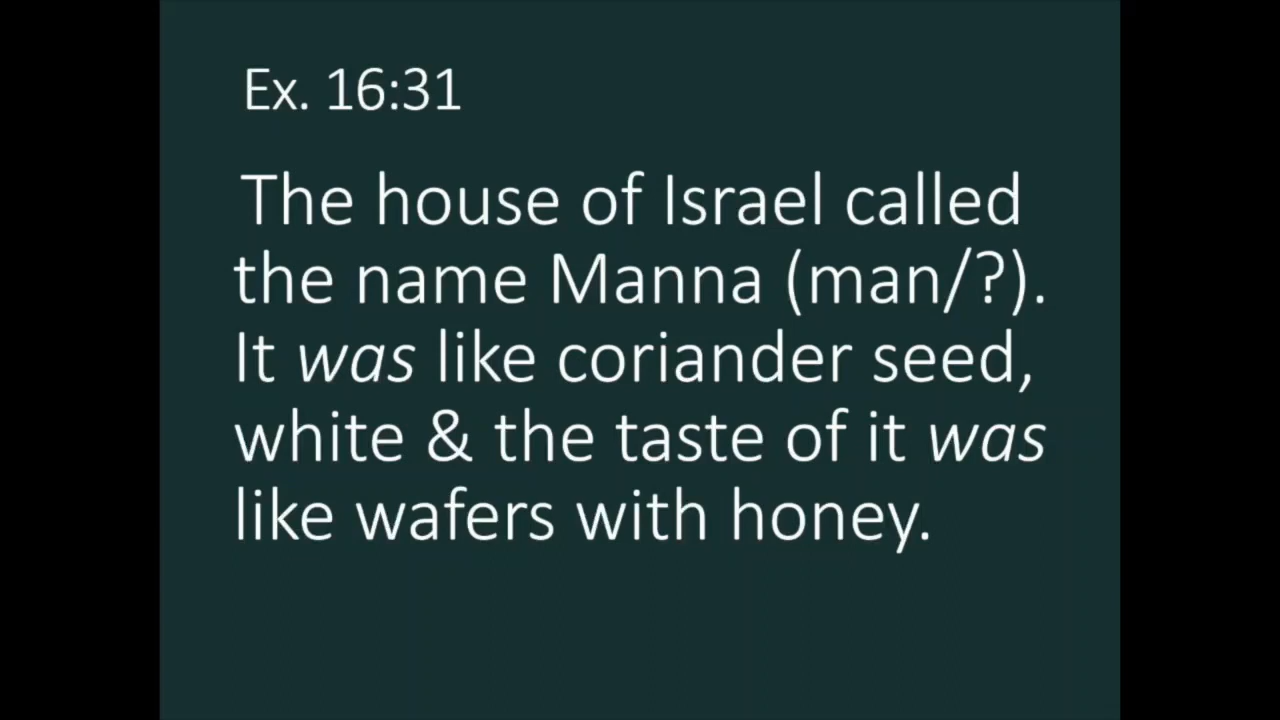 Ex. 16:31
The house of Israel called
the name Manna (man/?).
It was like coriander seed,
white & the taste of it was
like wafers with honey.